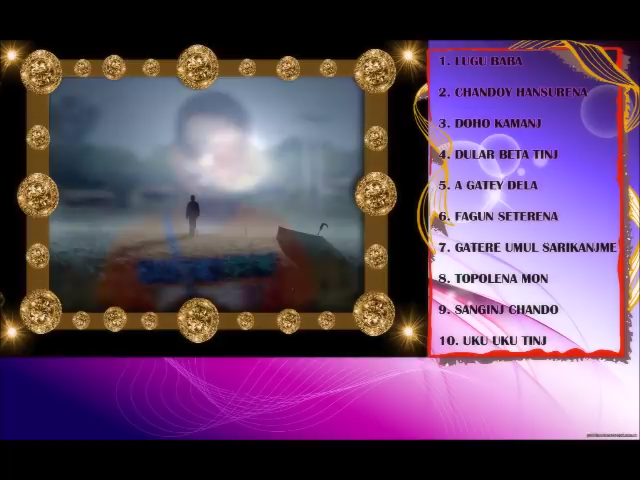 1. LUGU BABA
2. CHANDOY HANSURENA
3. DOHO KAMANJ
4. DULAR BETA TINJ
5. A GATEY DELA
6. FAGUN SETERENA
7. GATERE UMUL SARIKANJME
8. TOPOLENA MON
9. SANGINJ CHANDO
10. UKU UKU TINJ